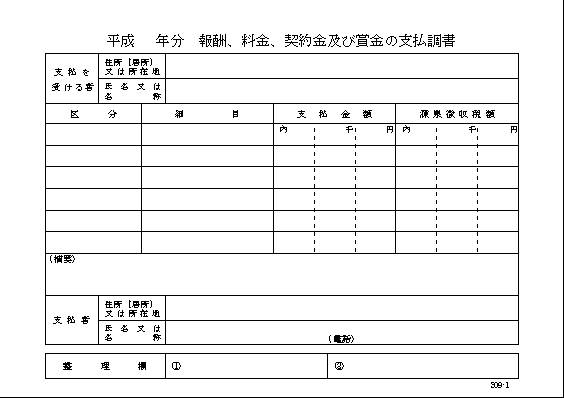 平成　　年分　報酬、料金、契約金及び賞金の支払調書
支払を
受ける者
住所(居所)
又は所在地
氏名又は
名称
区分
細目
支払金額
源泉徴収税額
内　千　円
内　千　円
(摘要)
支払者
住所(居所)
又は所在地
氏名又は
名称
(電話)
整理欄
①
②
309-1